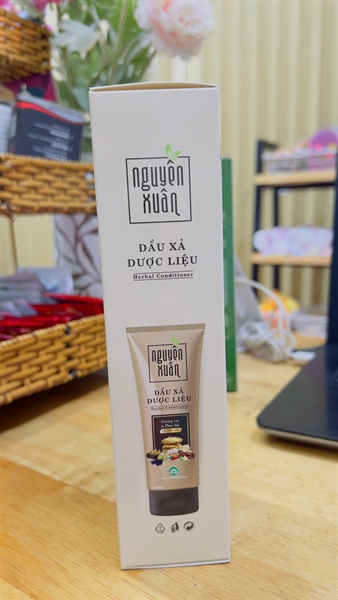 nguyên
xuân
DẦU XẢ
DƯỢC LIỆU
Herbal Conditioner
nguyên
xuân
DẦU XẢ
DƯỢC LIỆU
Herbal Conditioner